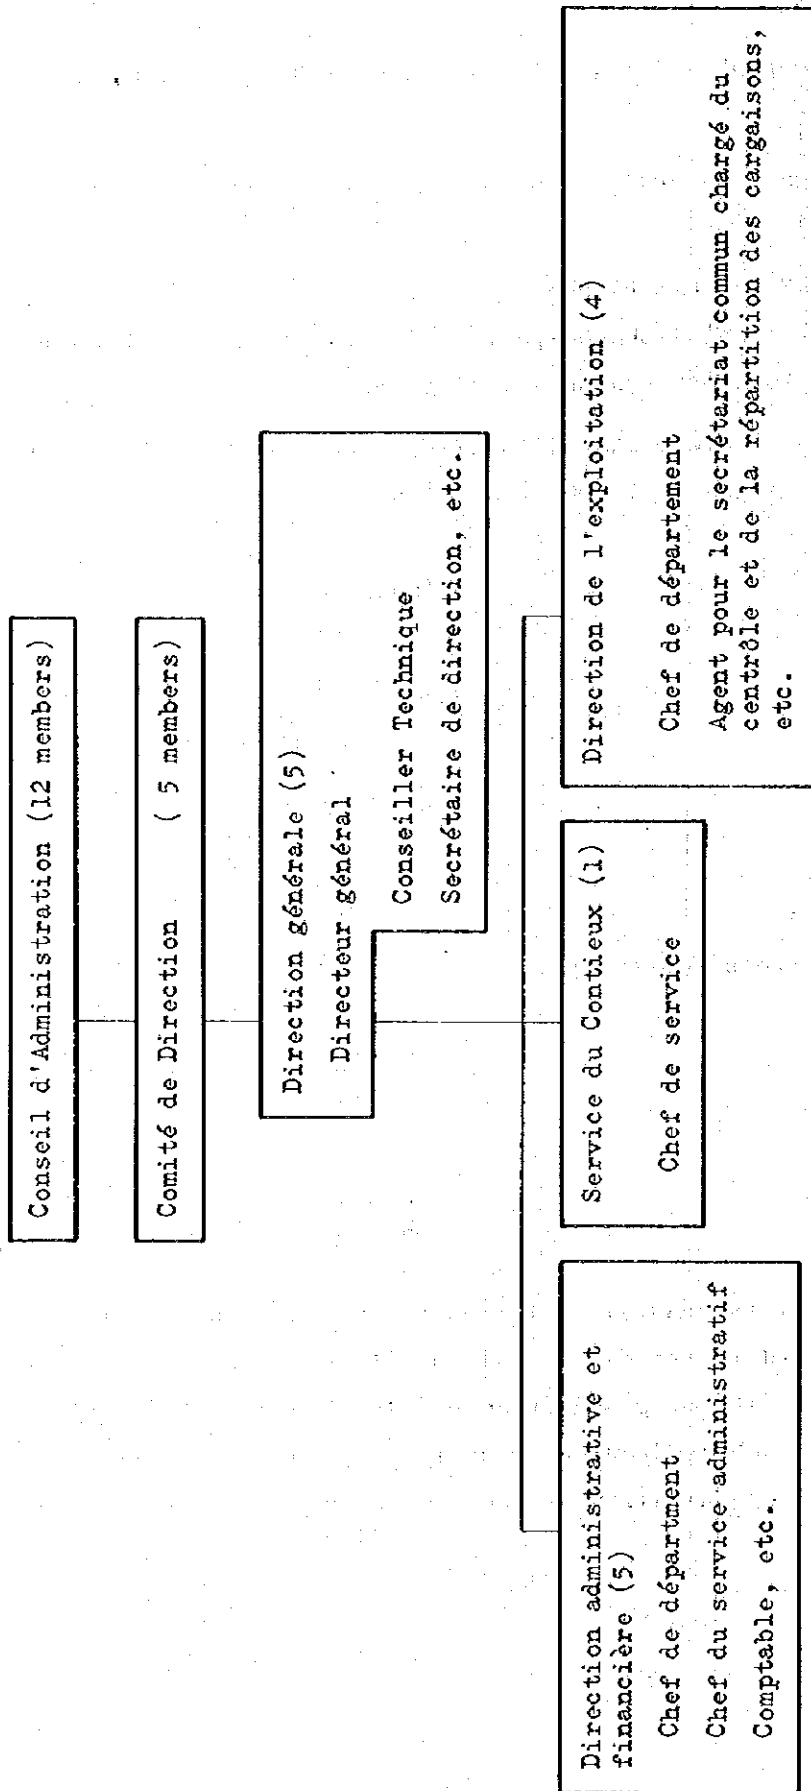 Conseil d'Administration (12 members)
Comité de Direction ( 5 members)
Direction générale (5)
Directeur général
Conseiller Technique
Secrétaire de direction, etc.
Direction administrative et
financière (5)
Chef de départment
Chef du service administratif
Comptable, etc.
Service du Contieux (1)
Chef de service
Direction de l'exploitation (4)
Chef de département
Agent pour le secrétariat commun chargé du
centrôle et de la répartition des cargaisons,
etc.